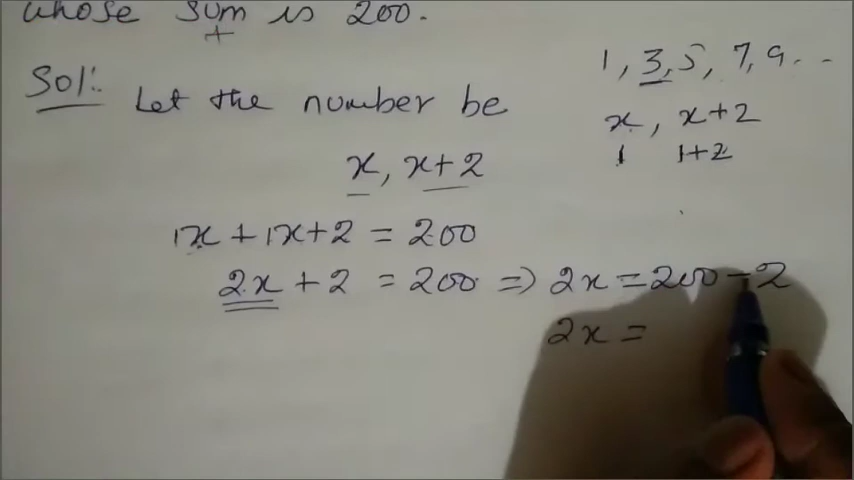 whose sum is 200.
+
Sol:. Let the number be
1, 3, 5, 7, 9...
x, x+2
1 1+2
x, x+2
1x + 1x+2 = 200
2x + 2 = 200 => 2x = 200 - 2
2x =